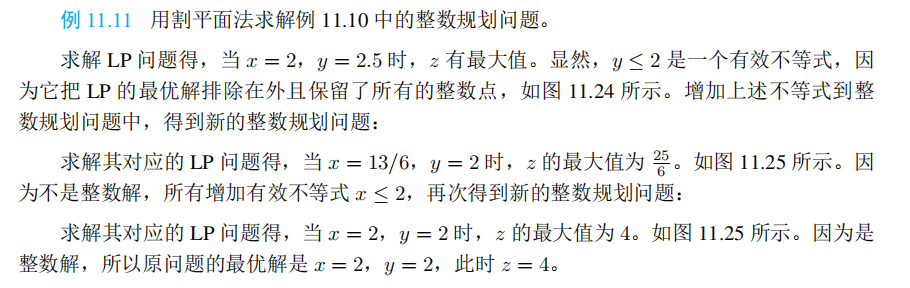 例 11.11 用割平面法求解例 11.10 中的整数规划问题。
求解 LP 问题得，当 x = 2，y = 2.5 时，z 有最大值。显然，y ≤ 2 是一个有效不等式，因
为它把 LP 的最优解排除在外且保留了所有的整数点，如图 11.24 所示。增加上述不等式到整
数规划问题中，得到新的整数规划问题：
求解其对应的 LP 问题得，当 x = 13/6，y = 2 时，z 的最大值为 25/6。如图 11.25 所示。因
为不是整数解，所有增加有效不等式 x ≤ 2，再次得到新的整数规划问题：
求解其对应的 LP 问题得，当 x = 2，y = 2 时，z 的最大值为 4。如图 11.25 所示。因为是
整数解，所以原问题的最优解是 x = 2，y = 2，此时 z = 4。